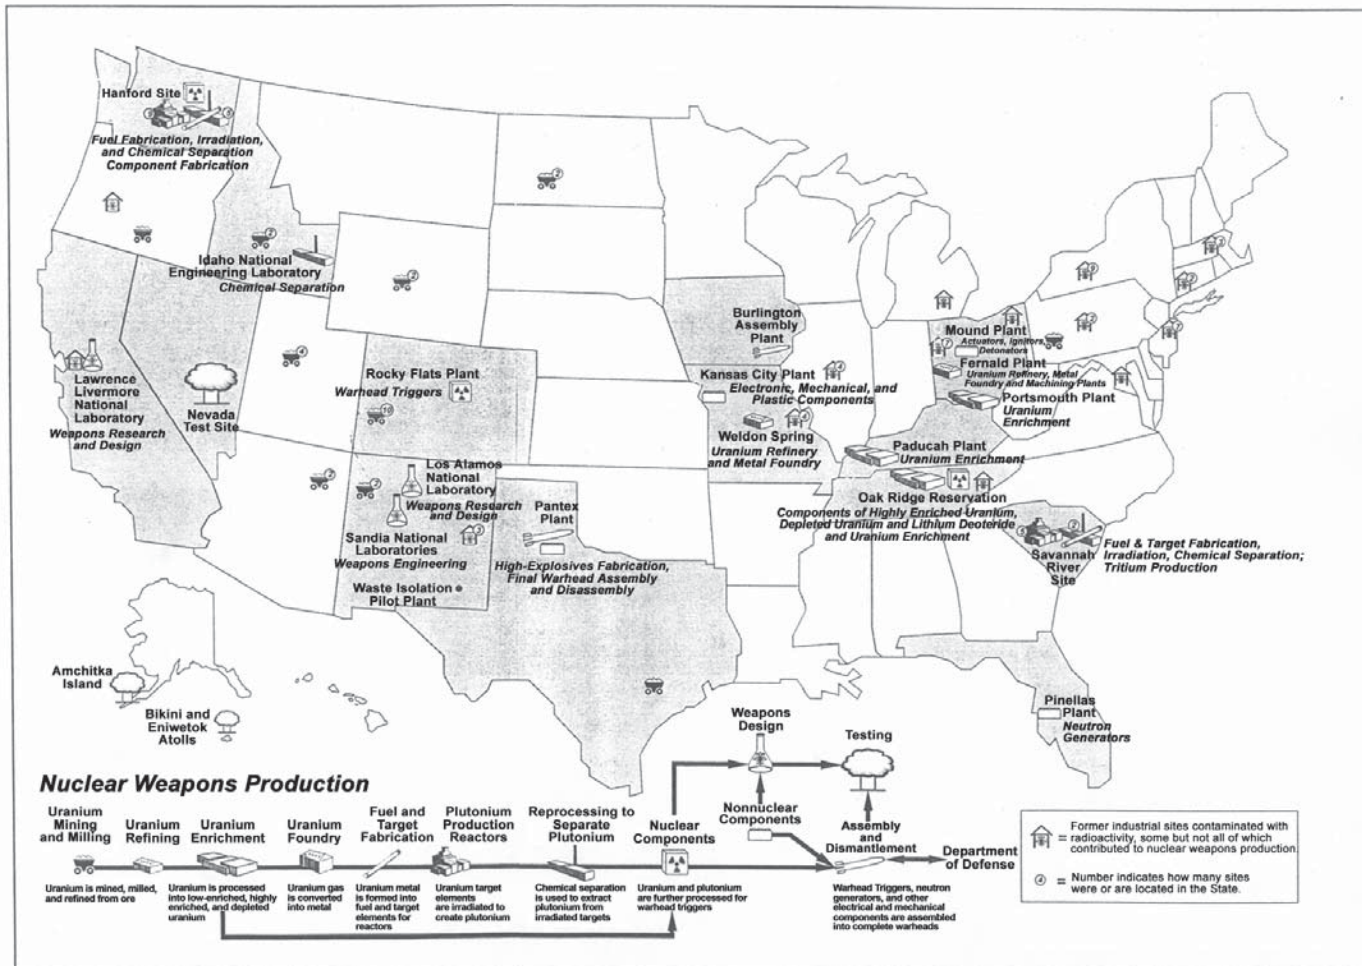 Hanford Site
Fuel Fabrication, Irradiation,
and Chemical Separation
Component Fabrication
2
2
Idaho National
Engineering Laboratory
Chemical Separation
2
4
Lawrence
Livermore
National
Laboratory
Weapons Research
and Design
Nevada
Test Site
Rocky Flats Plant
Warhead Triggers
10
2
2
Los Alamos
National
Laboratory
Weapons Research
and Design
Sandia National
Laboratories
Weapons Engineering
3
Waste Isolation
Pilot Plant
Pantex
Plant
High-Explosives Fabrication,
Final Warhead Assembly
and Disassembly
Burlington
Assembly
Plant
Kansas City Plant
Electronic, Mechanical, and
Plastic Components
4
Weldon Spring
4
Uranium Refinery
and Metal Foundry
Mound Plant
Actuators, Ignitors,
Detonators
7
Fernald Plant
Uranium Refinery, Metal
Foundry and Machining Plants
Portsmouth Plant
Uranium
Enrichment
Paducah Plant
Uranium Enrichment
Oak Ridge Reservation
Components of Highly Enriched Uranium,
Depleted Uranium and Lithium Deoteride
and Uranium Enrichment
Savannah
River
Site
Fuel & Target Fabrication,
Irradiation, Chemical Separation;
Tritium Production
Pinellas
Plant
Neutron
Generators
Amchitka
Island
Bikini and
Eniwetok
Atolls
Nuclear Weapons Production
Uranium
Mining
and Milling
Uranium is mined, milled,
and refined from ore
Uranium
Refining
Uranium
Enrichment
Uranium is processed
into low-enriched, highly
enriched, and depleted
uranium
Uranium
Foundry
Uranium gas
is converted
into metal
Fuel and
Target
Fabrication
Uranium metal
is formed into
fuel and target
elements for
reactors
Plutonium
Production
Reactors
Uranium target
elements
are irradiated to
create plutonium
Reprocessing to
Separate
Plutonium
Chemical separation
is used to extract
plutonium from
irradiated targets
Nuclear
Components
Uranium and plutonium
are further processed for
warhead triggers
Weapons
Design
Nonnuclear
Components
Testing
Assembly
and
Dismantlement
Warhead Triggers, neutron
generators, and other
electrical and mechanical
components are assembled
into complete warheads
Department
of Defense
Former industrial sites contaminated with
= radioactivity, some but not all of which
contributed to nuclear weapons production.
4 = Number indicates how many sites
were or are located in the State.